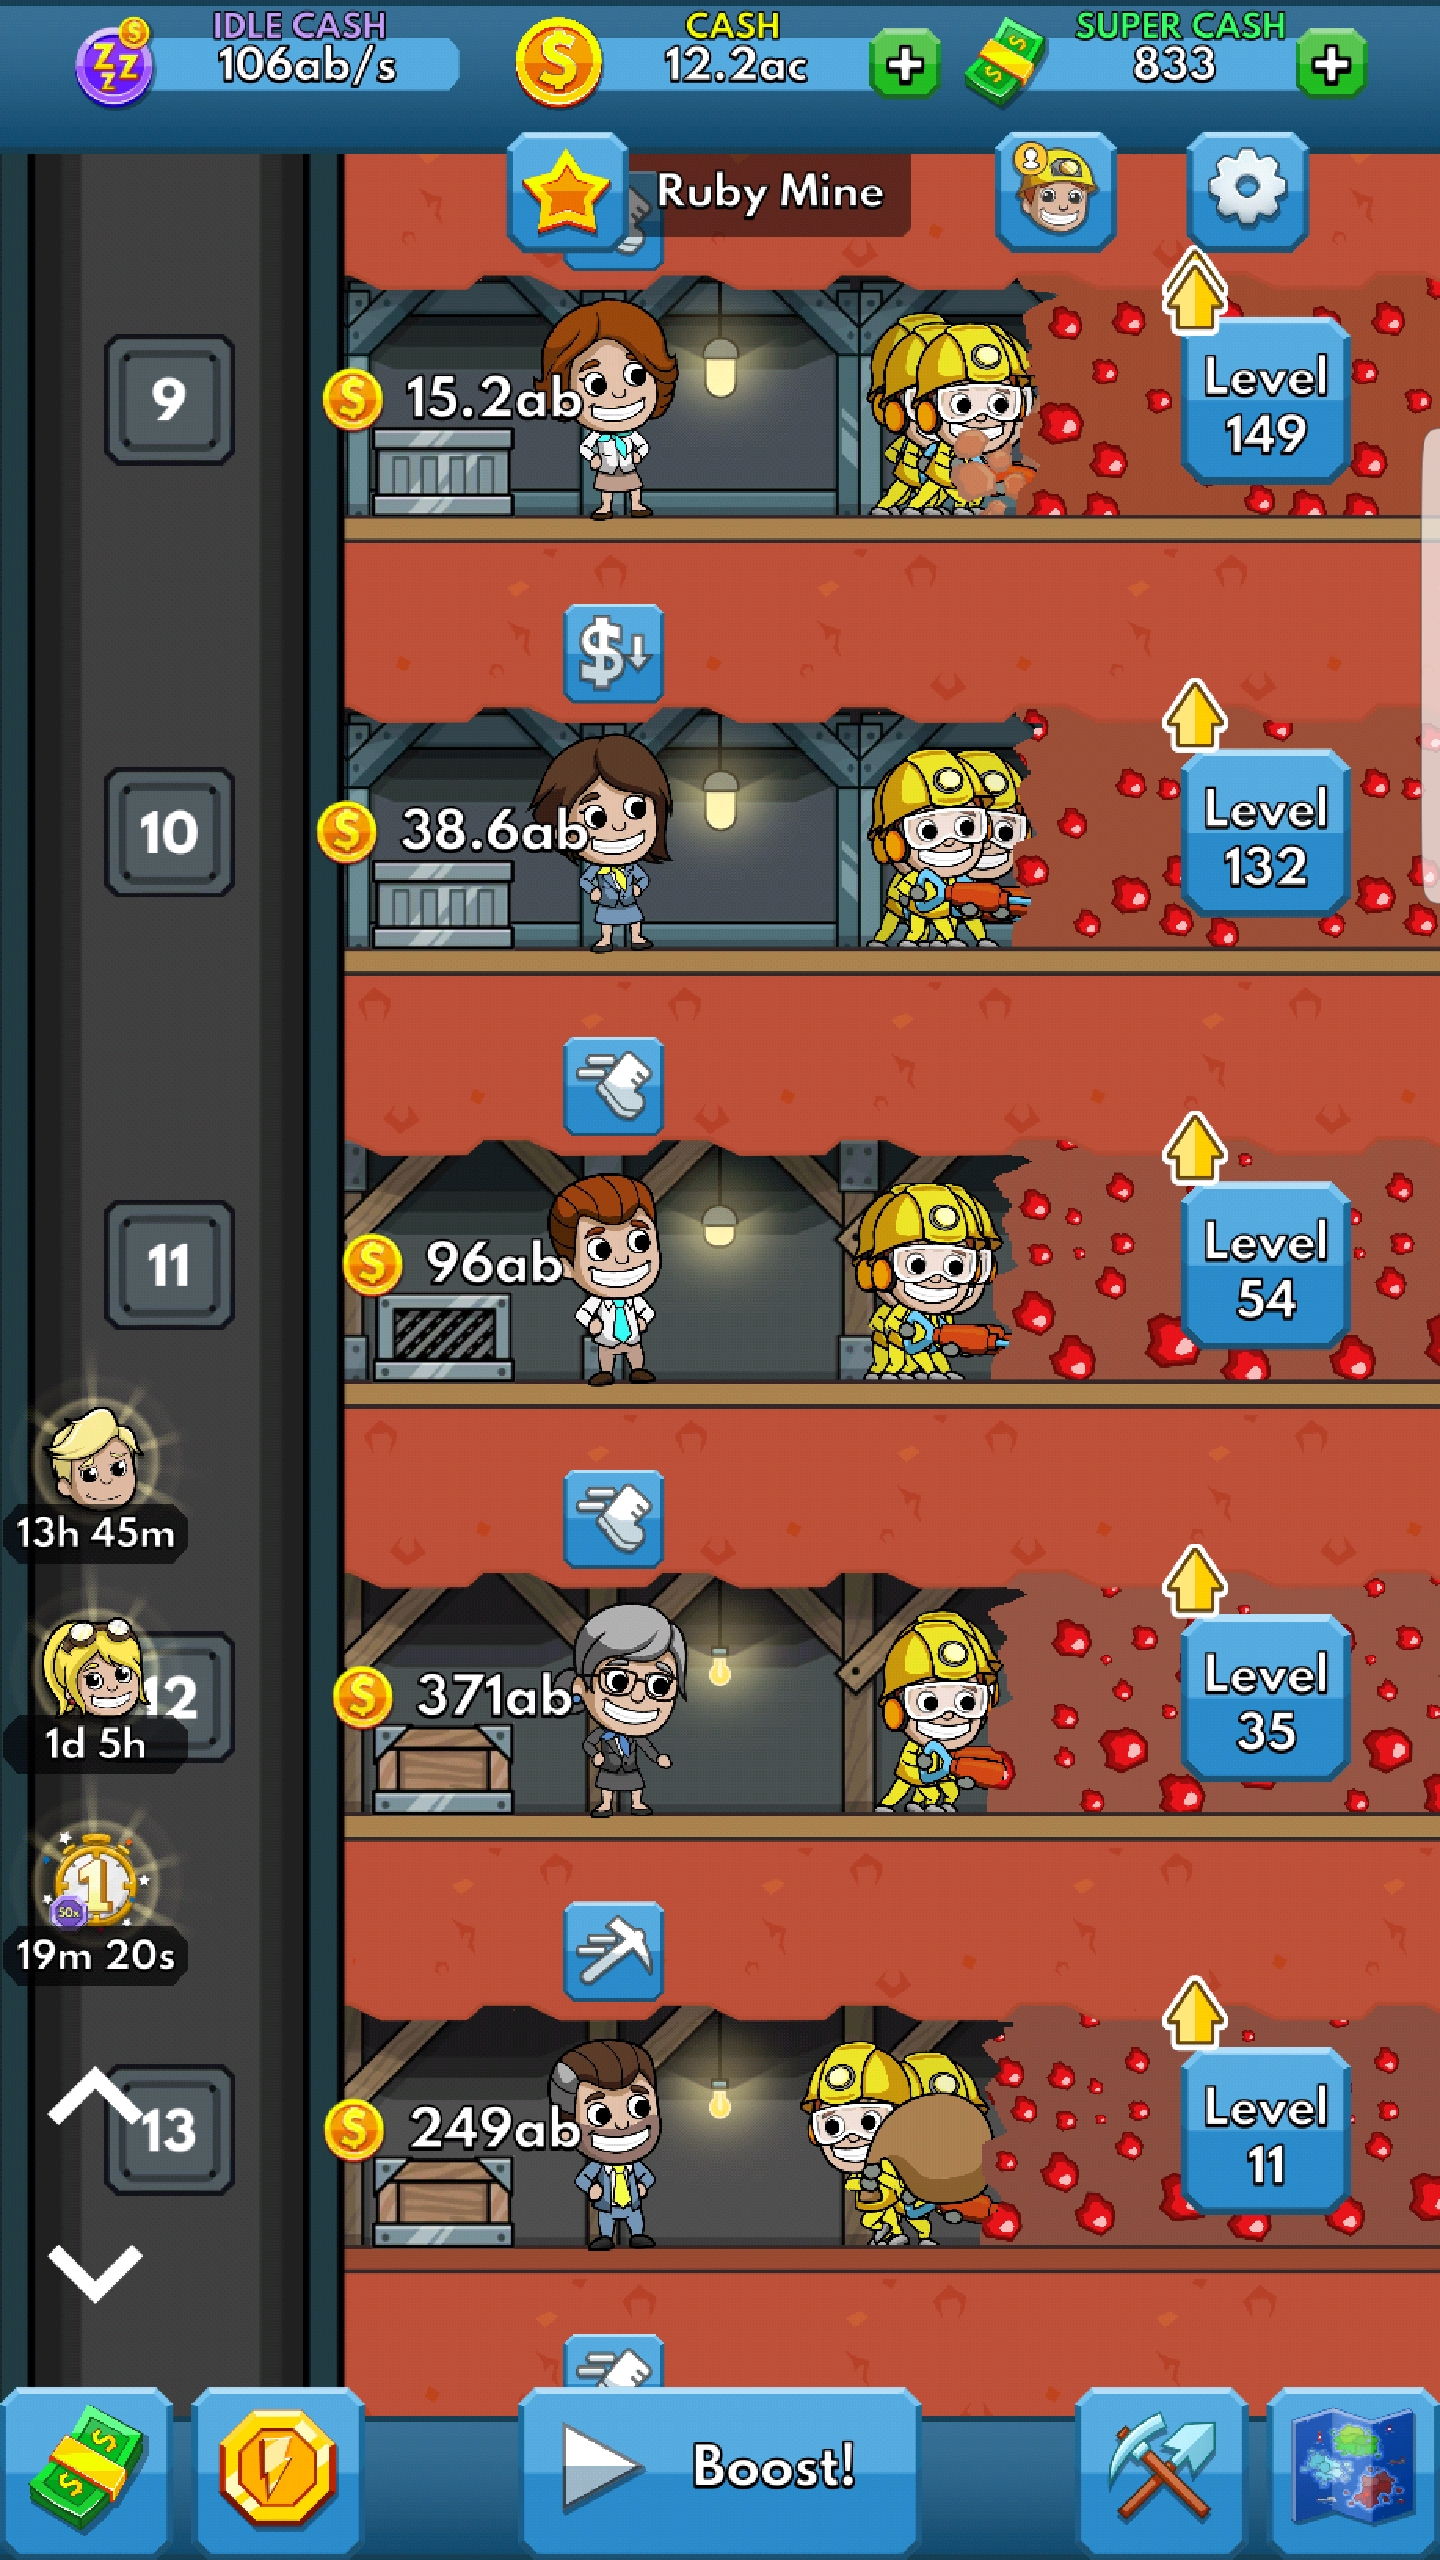 IDLE CASH
106ab/s
CASH
12.2ac
SUPER CASH
833
Ruby Mine
9
15.2ab
Level
149
10
38.6ab
Level
132
11
96ab
Level
54
13h 45m
12
371ab
Level
35
1d 5h
1
50x
19m 20s
13
249ab
Level
11
Boost!